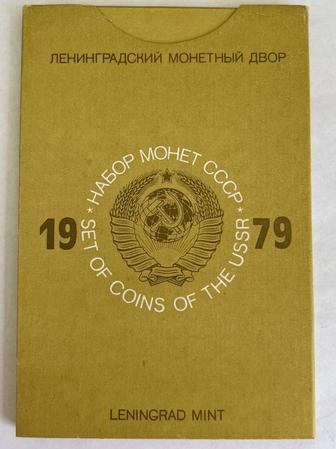 ЛЕНИНГРАДСКИЙ МОНЕТНЫЙ ДВОР
* НАБОР МОНЕТ СССР *
19 79
SET OF COINS OF THE USSR
LENINGRAD MINT